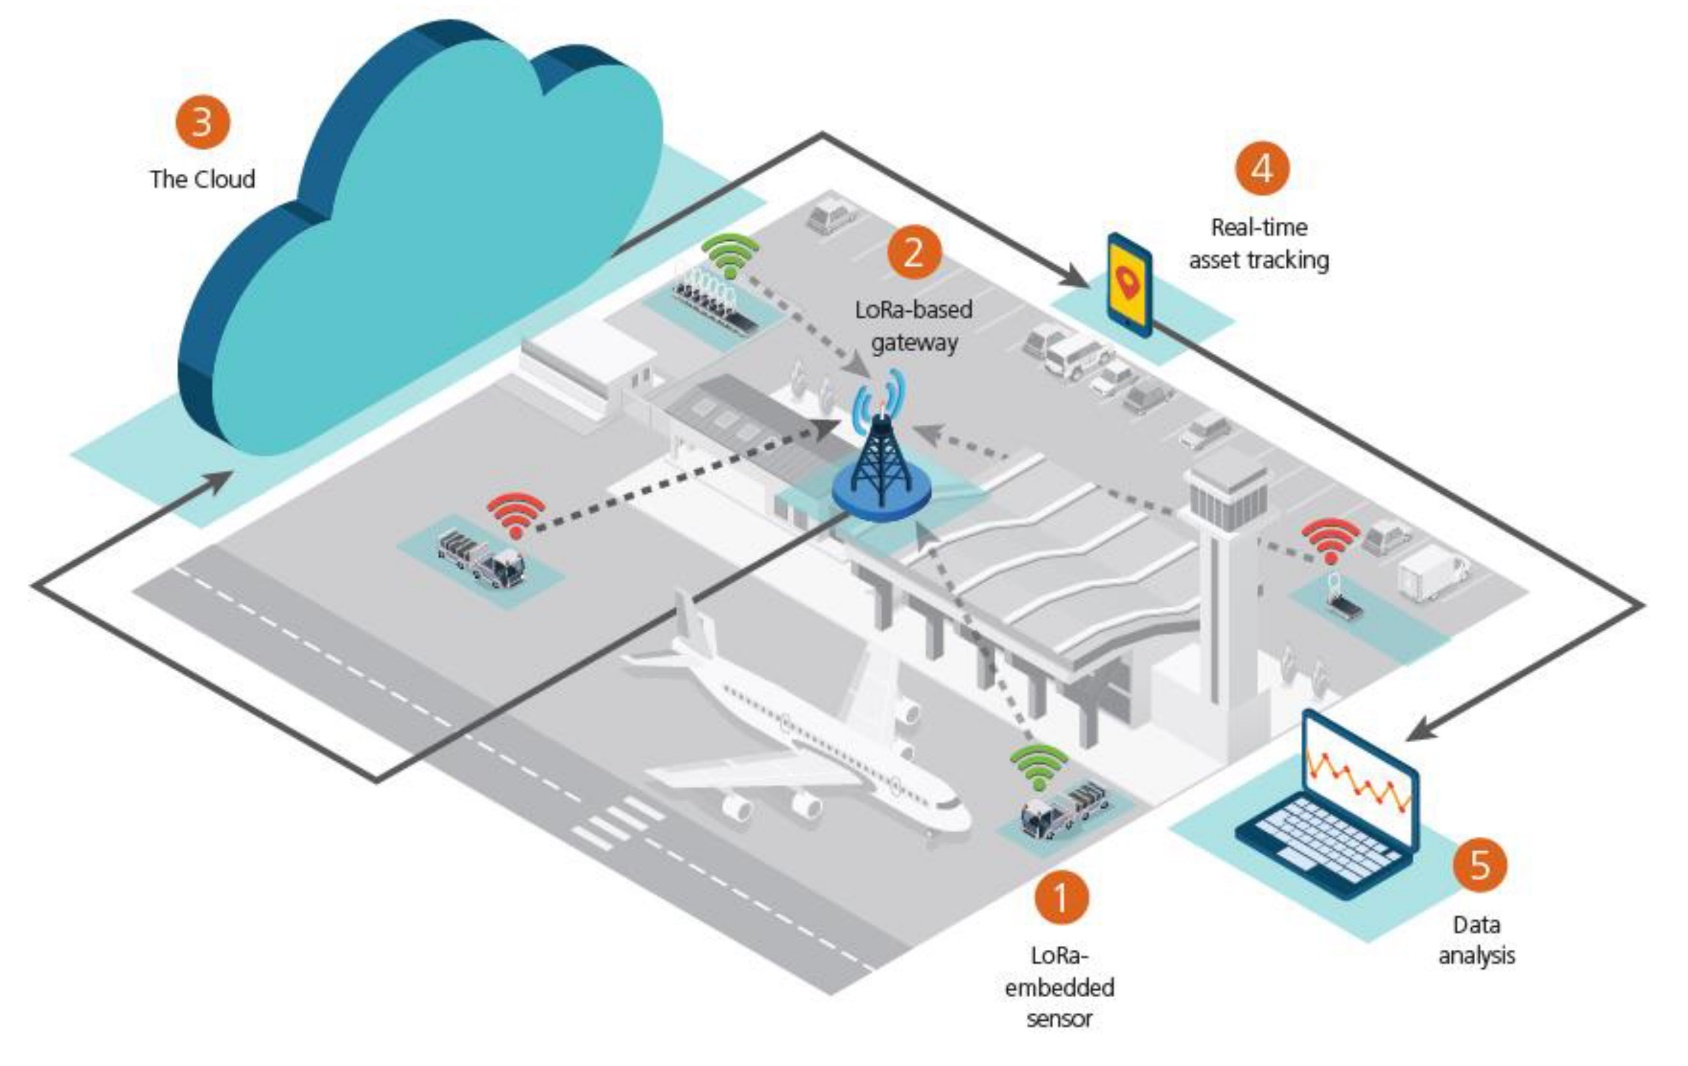 3
The Cloud
4
Real-time
asset tracking
2
LoRa-based
gateway
1
LoRa-
embedded
sensor
5
Data
analysis